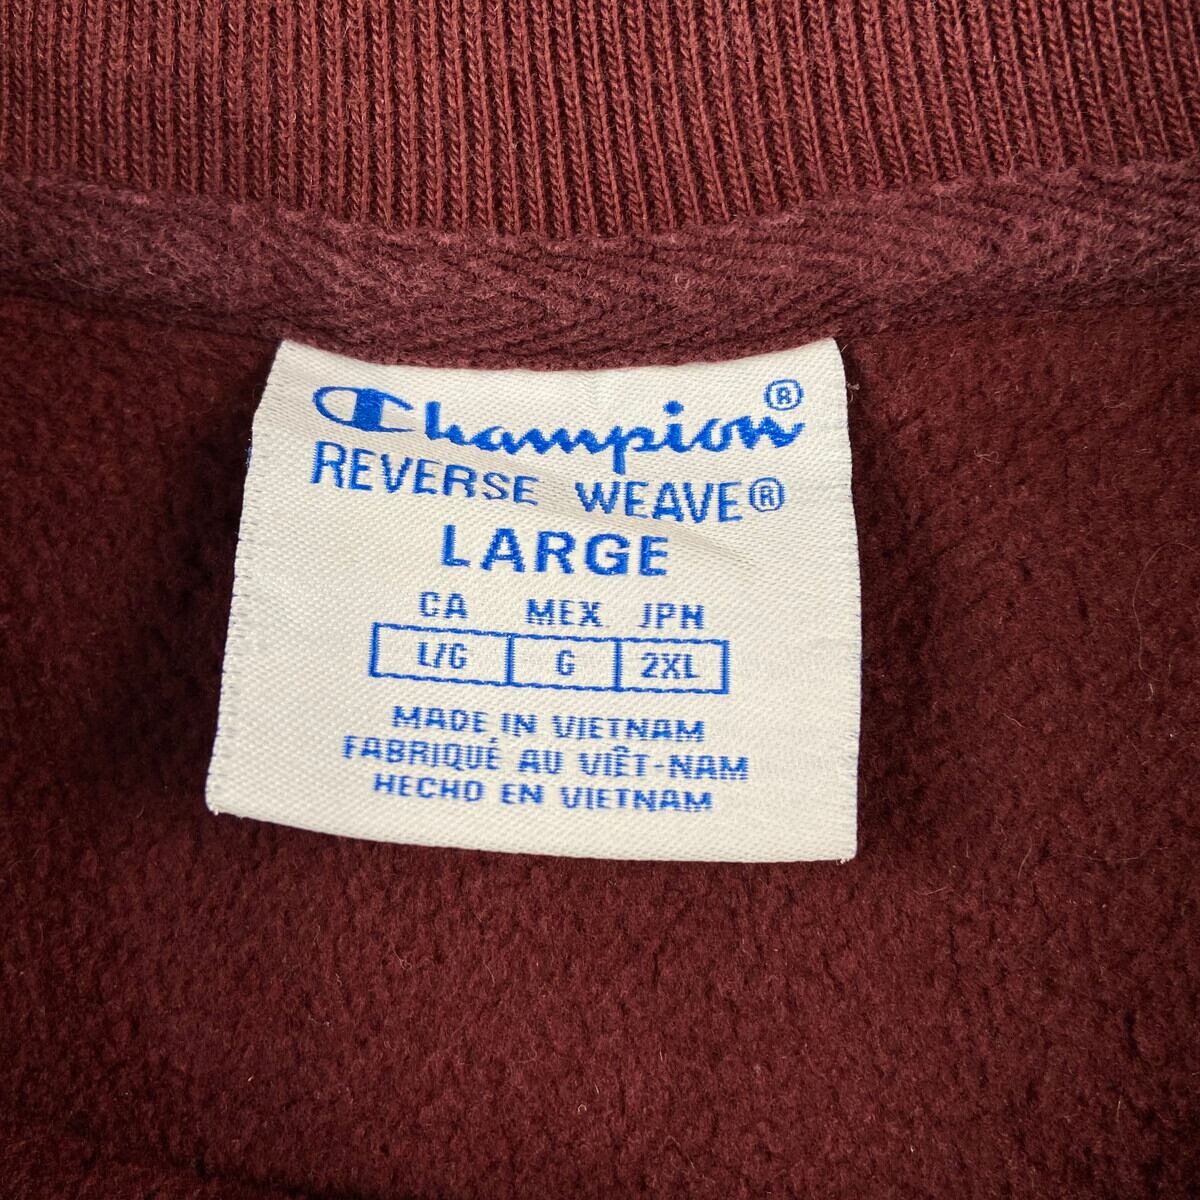 Champion®
REVERSE WEAVE®
LARGE
CA MEX JPN
L/G G 2XL
MADE IN VIETNAM
FABRIQUÉ AU VIÊT-NAM
HECHO EN VIETNAM